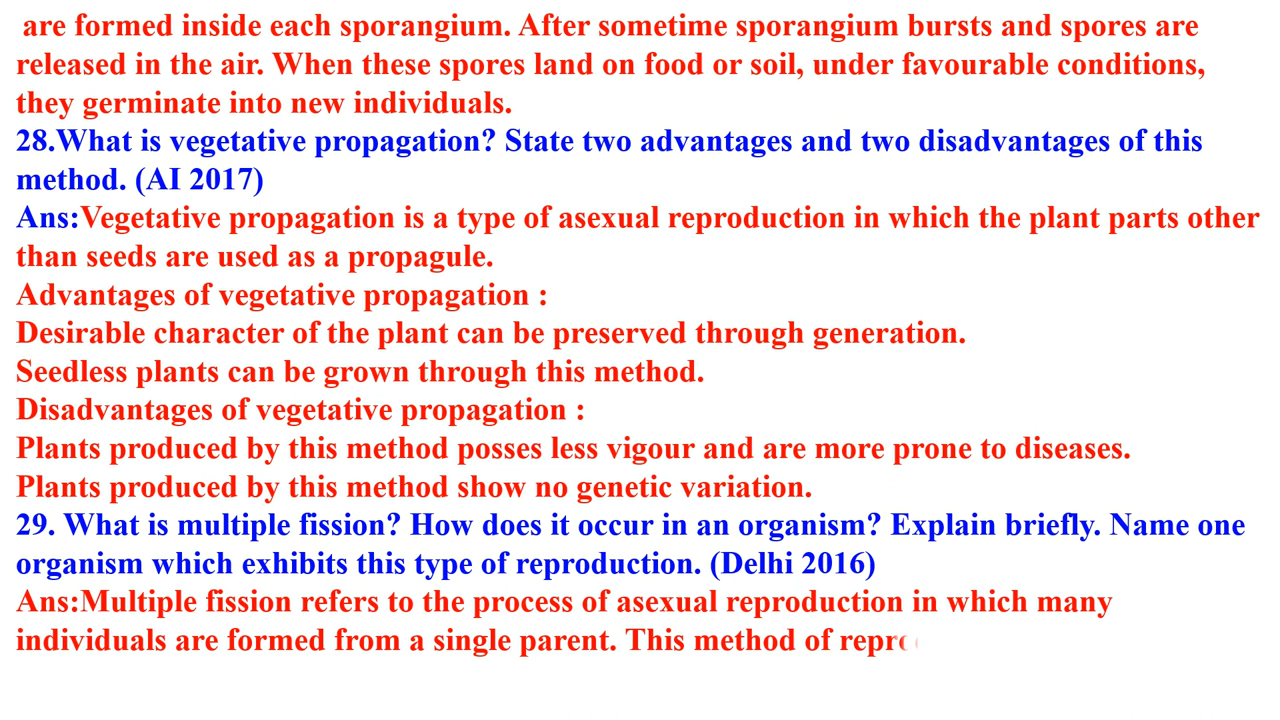 are formed inside each sporangium. After sometime sporangium bursts and spores are
released in the air. When these spores land on food or soil, under favourable conditions,
they germinate into new individuals.
28.What is vegetative propagation? State two advantages and two disadvantages of this
method. (AI 2017)
Ans:Vegetative propagation is a type of asexual reproduction in which the plant parts other
than seeds are used as a propagule.
Advantages of vegetative propagation :
Desirable character of the plant can be preserved through generation.
Seedless plants can be grown through this method.
Disadvantages of vegetative propagation :
Plants produced by this method posses less vigour and are more prone to diseases.
Plants produced by this method show no genetic variation.
29. What is multiple fission? How does it occur in an organism? Explain briefly. Name one
organism which exhibits this type of reproduction. (Delhi 2016)
Ans:Multiple fission refers to the process of asexual reproduction in which many
individuals are formed from a single parent. This method of